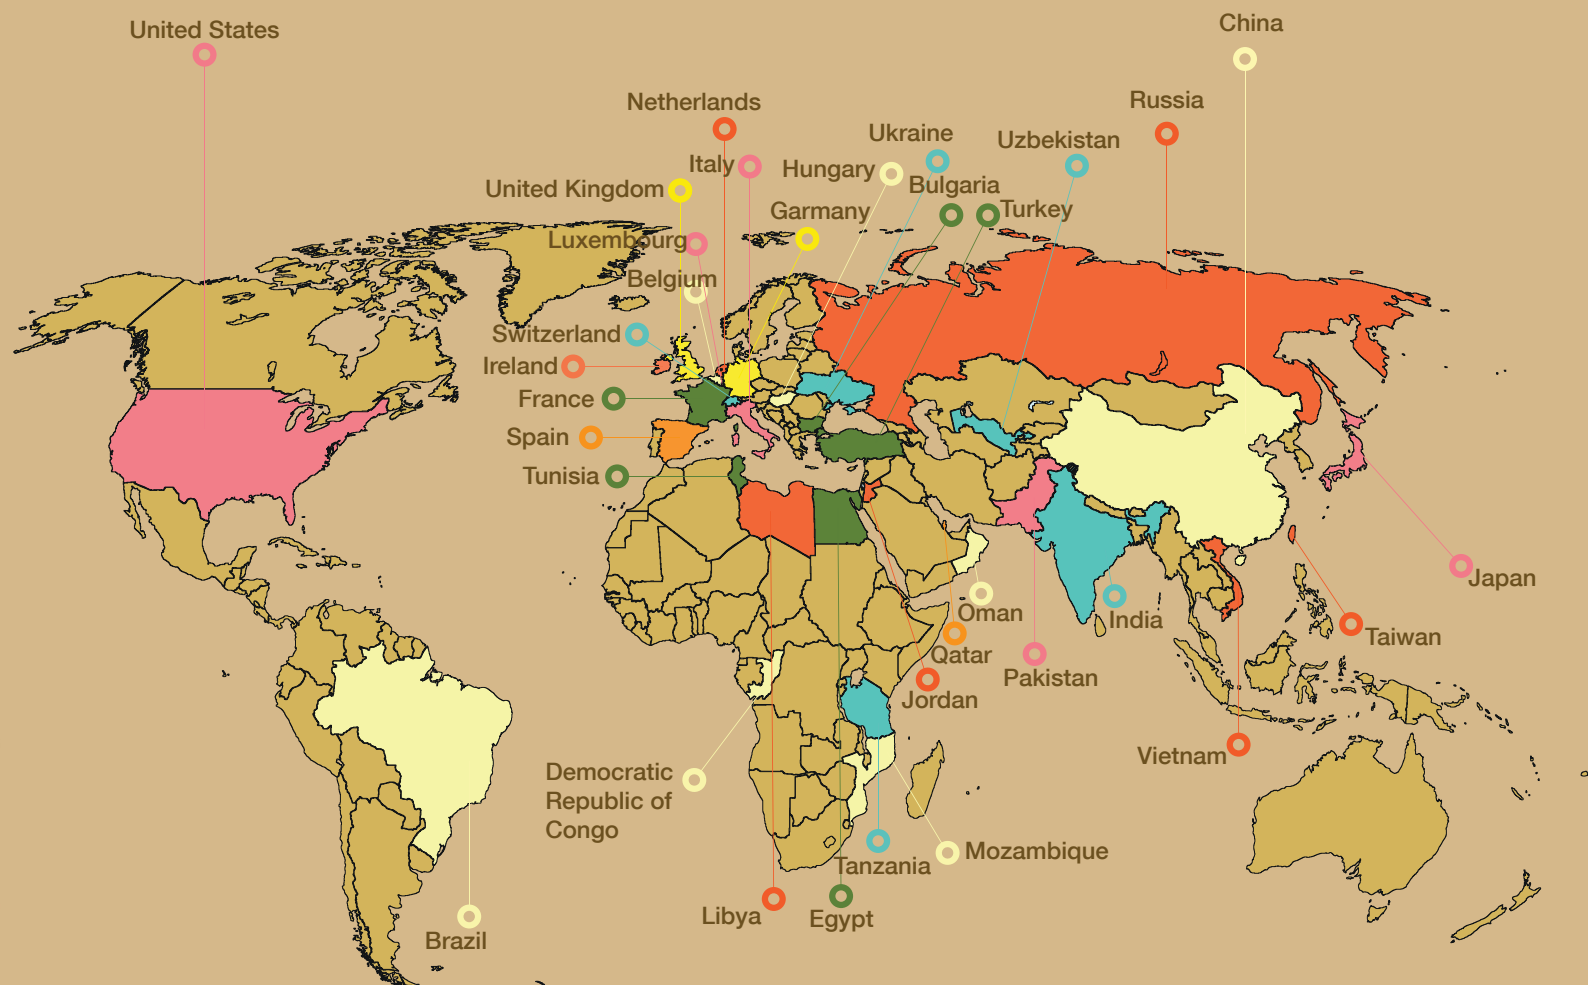 China
United States
Russia
Netherlands
Ukraine
Uzbekistan
Italy
Hungary
Bulgaria
United Kingdom
Garmany
Turkey
Luxembourg
Belgium
Switzerland
Ireland
France
Spain
Tunisia
Japan
Oman
India
Taiwan
Qatar
Pakistan
Jordan
Vietnam
Democratic
Republic of
Congo
Mozambique
Tanzania
Libya
Egypt
Brazil